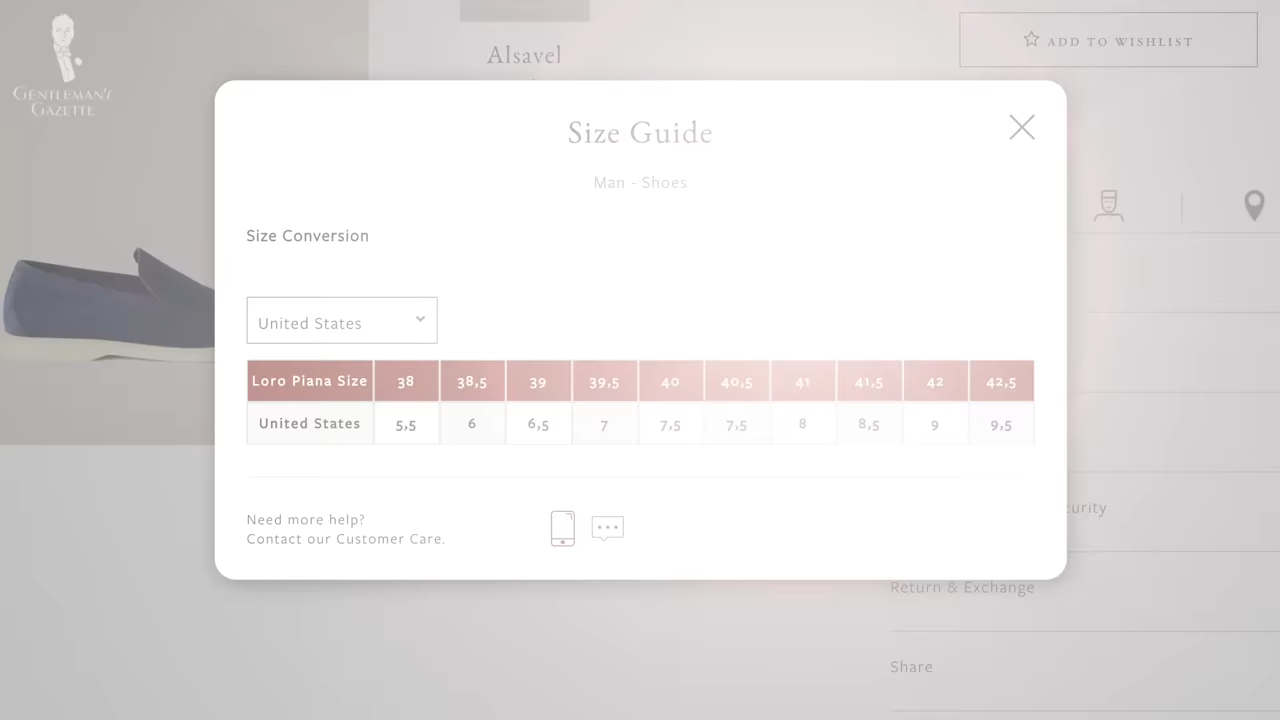 GENTLEMAN'S
GAZETTE
Alsavel
ADD TO WISHLIST
Size Guide
Man - Shoes
Size Conversion
United States
Loro Piana Size 38 38,5 39 39,5 40 40,5 41 41,5 42 42,5
United States 5,5 6 6,5 7 7,5 7,5 8 8,5 9 9,5
Need more help?
Contact our Customer Care.
curity
Return & Exchange
Share